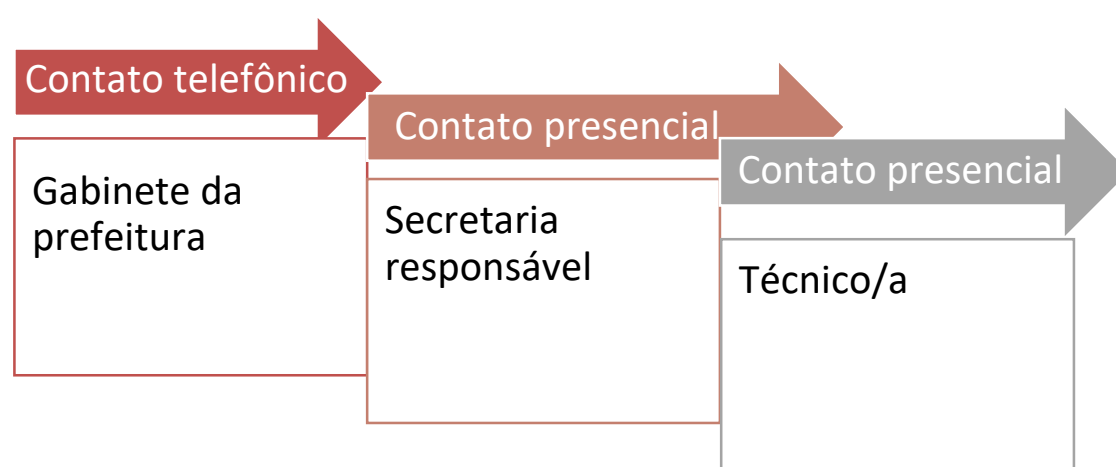 Contato telefônico
Gabinete da
prefeitura
Contato presencial
Secretaria
responsável
Contato presencial
Técnico/a